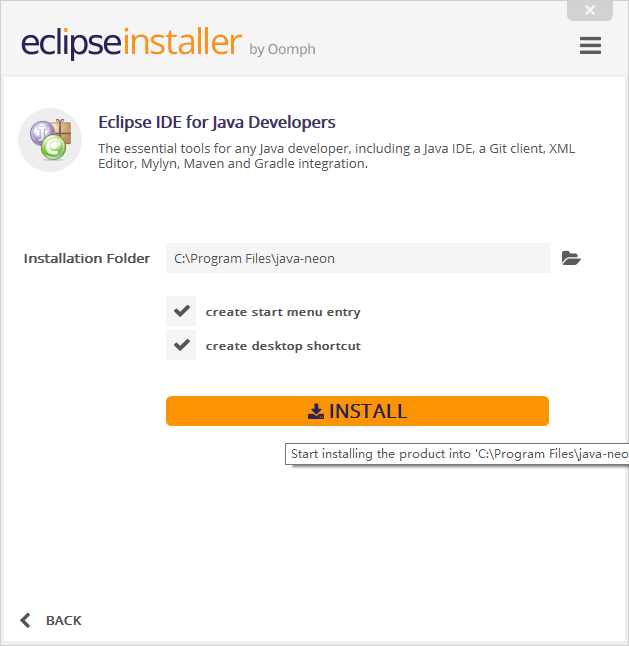 eclipseinstaller by Oomph
Eclipse IDE for Java Developers
The essential tools for any Java developer, including a Java IDE, a Git client, XML
Editor, Mylyn, Maven and Gradle integration.
Installation Folder C:\Program Files\java-neon
create start menu entry
create desktop shortcut
INSTALL
Start installing the product into 'C:\Program Files\java-neo
BACK